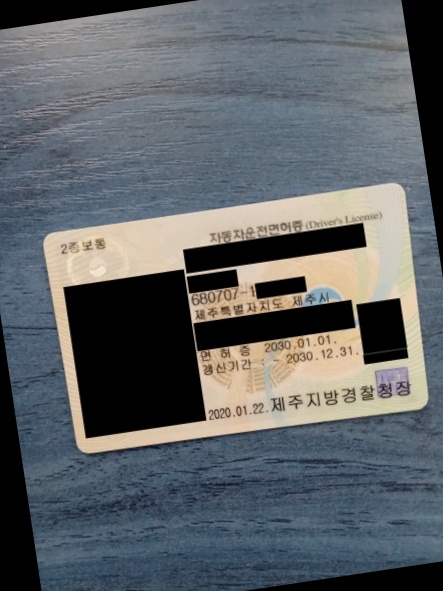 2종보통
자동차운전면허증 (Driver's License)
680707-1
제주특별자치도 제주시
면 허 증 2030.01.01.
갱신기간 : ~ 2030.12.31.
2020.01.22. 제주지방경찰청장